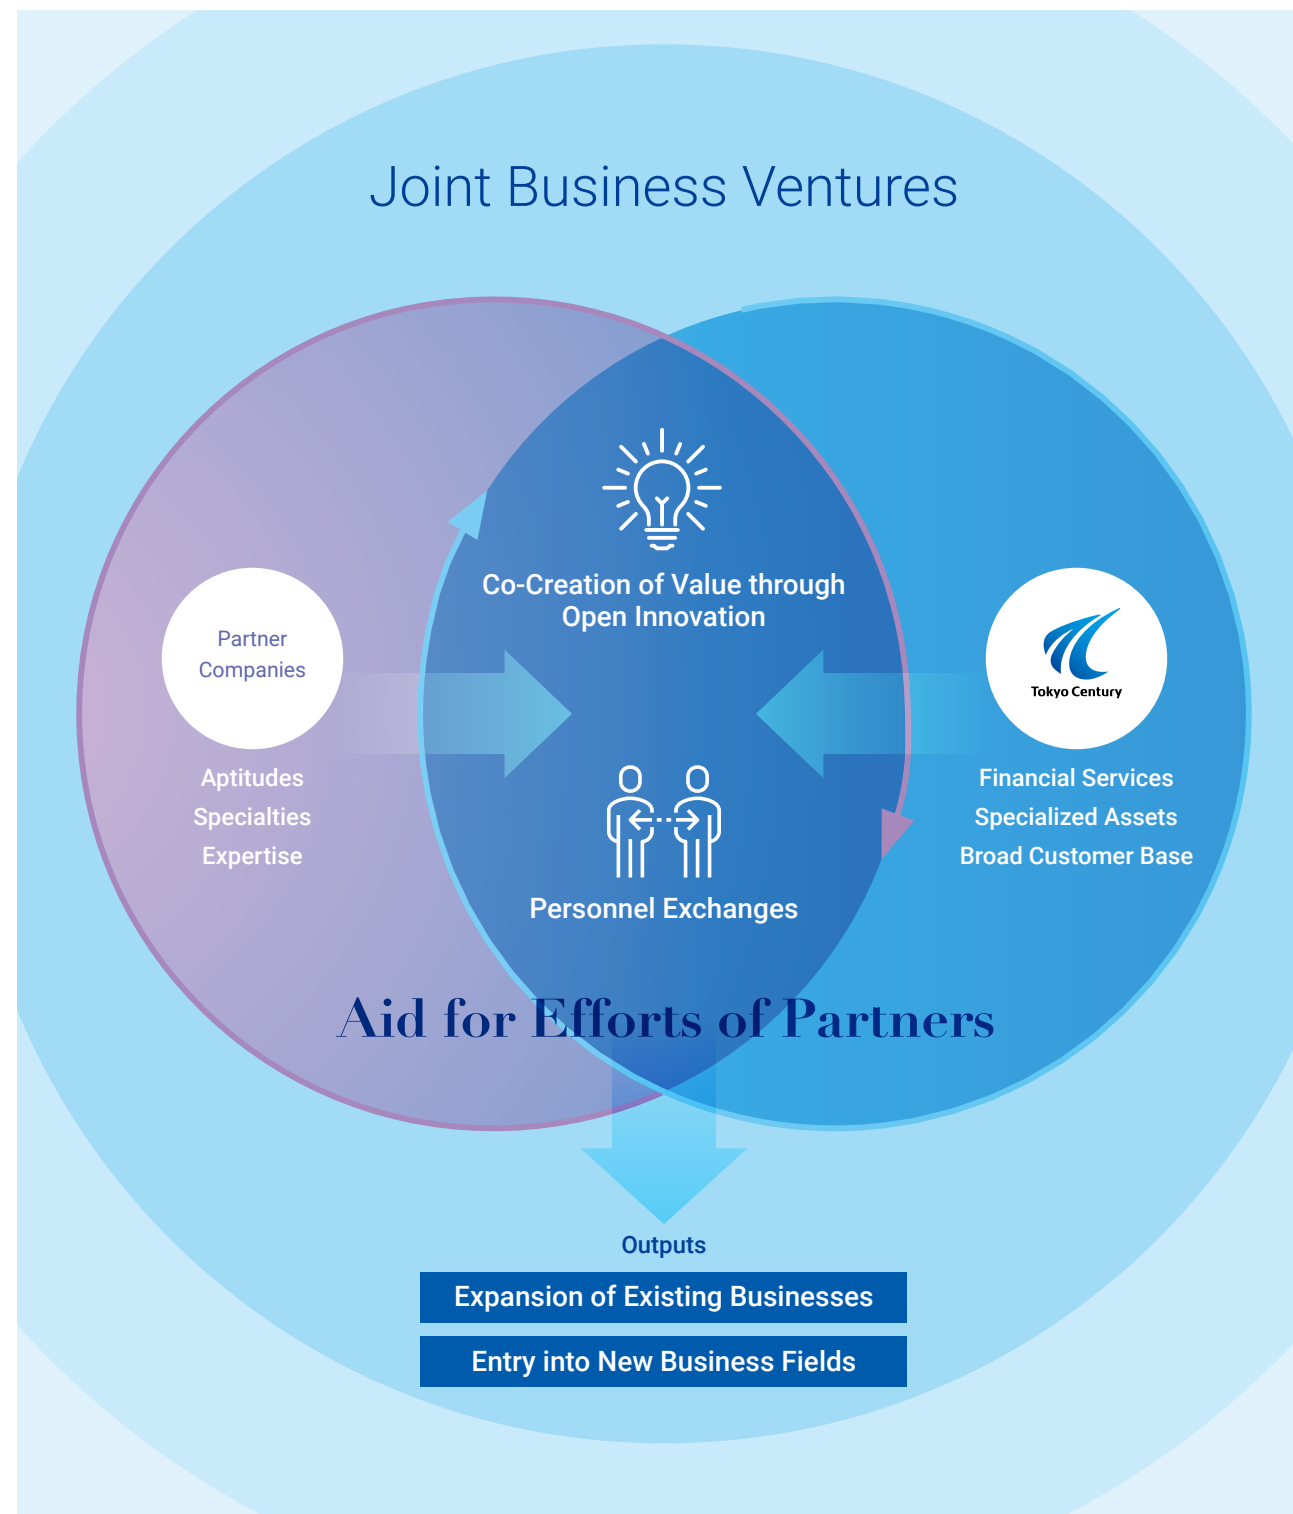 Joint Business Ventures
Co-Creation of Value through
Open Innovation
Partner
Companies
Aptitudes
Specialties
Expertise
Tokyo Century
Financial Services
Specialized Assets
Broad Customer Base
Personnel Exchanges
Aid for Efforts of Partners
Outputs
Expansion of Existing Businesses
Entry into New Business Fields